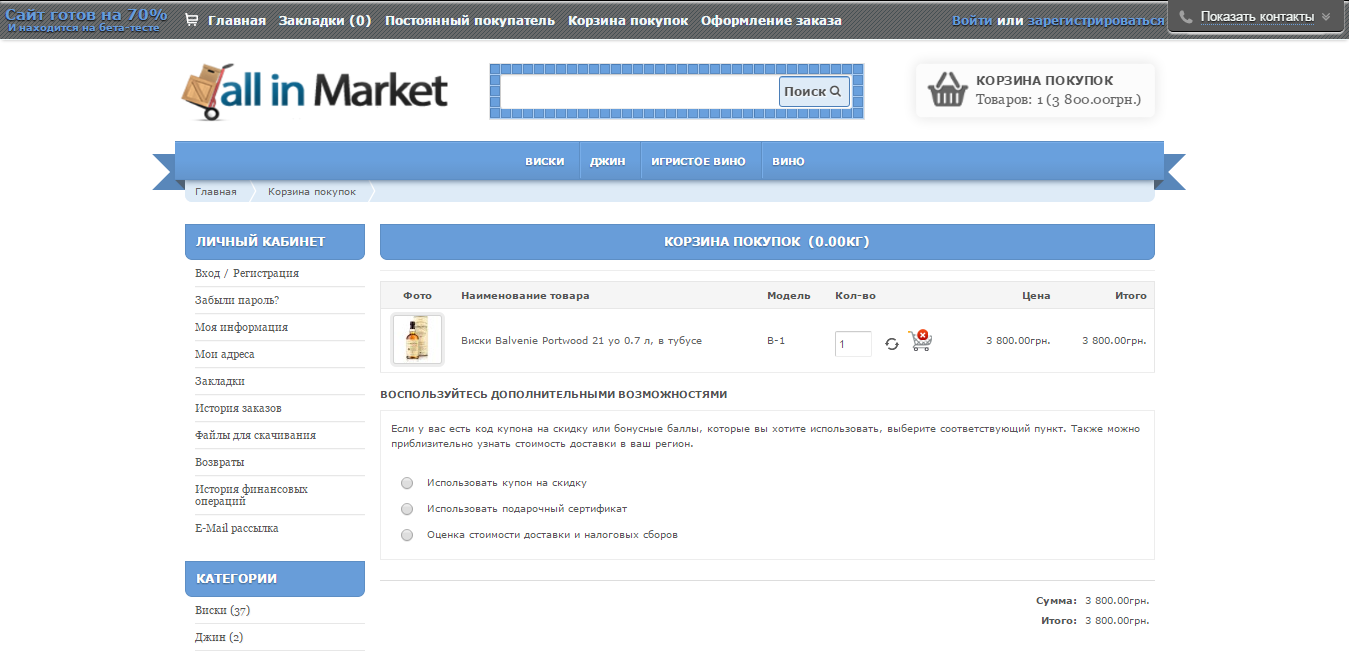 Сайт готов на 70%
И находится на бета-тесте
Главная Закладки (0) Постоянный покупатель Корзина покупок Оформление заказа
Войти или зарегистрироваться
Показать контакты
all in Market
Поиск
КОРЗИНА ПОКУПОК
Товаров: 1 (3 800.00грн.)
ВИСКИ ДЖИН ИГРИСТОЕ ВИНО ВИНО
Главная Корзина покупок
ЛИЧНЫЙ КАБИНЕТ
Вход / Регистрация
Забыли пароль?
Моя информация
Мои адреса
Закладки
История заказов
Файлы для скачивания
Возвраты
История финансовых
операций
E-Mail рассылка
КАТЕГОРИИ
Виски (37)
Джин (2)
КОРЗИНА ПОКУПОК (0.00КГ)
Фото Наименование товара Модель Кол-во Цена Итого
Виски Balvenie Portwood 21 yo 0.7 л, в тубусе В-1 1 3 800.00грн. 3 800.00грн.
ВОСПОЛЬЗУЙТЕСЬ ДОПОЛНИТЕЛЬНЫМИ ВОЗМОЖНОСТЯМИ
Если у вас есть код купона на скидку или бонусные баллы, которые вы хотите использовать, выберите соответствующий пункт. Также можно
приблизительно узнать стоимость доставки в ваш регион.
Использовать купон на скидку
Использовать подарочный сертификат
Оценка стоимости доставки и налоговых сборов
Сумма: 3 800.00грн.
Итого: 3 800.00грн.